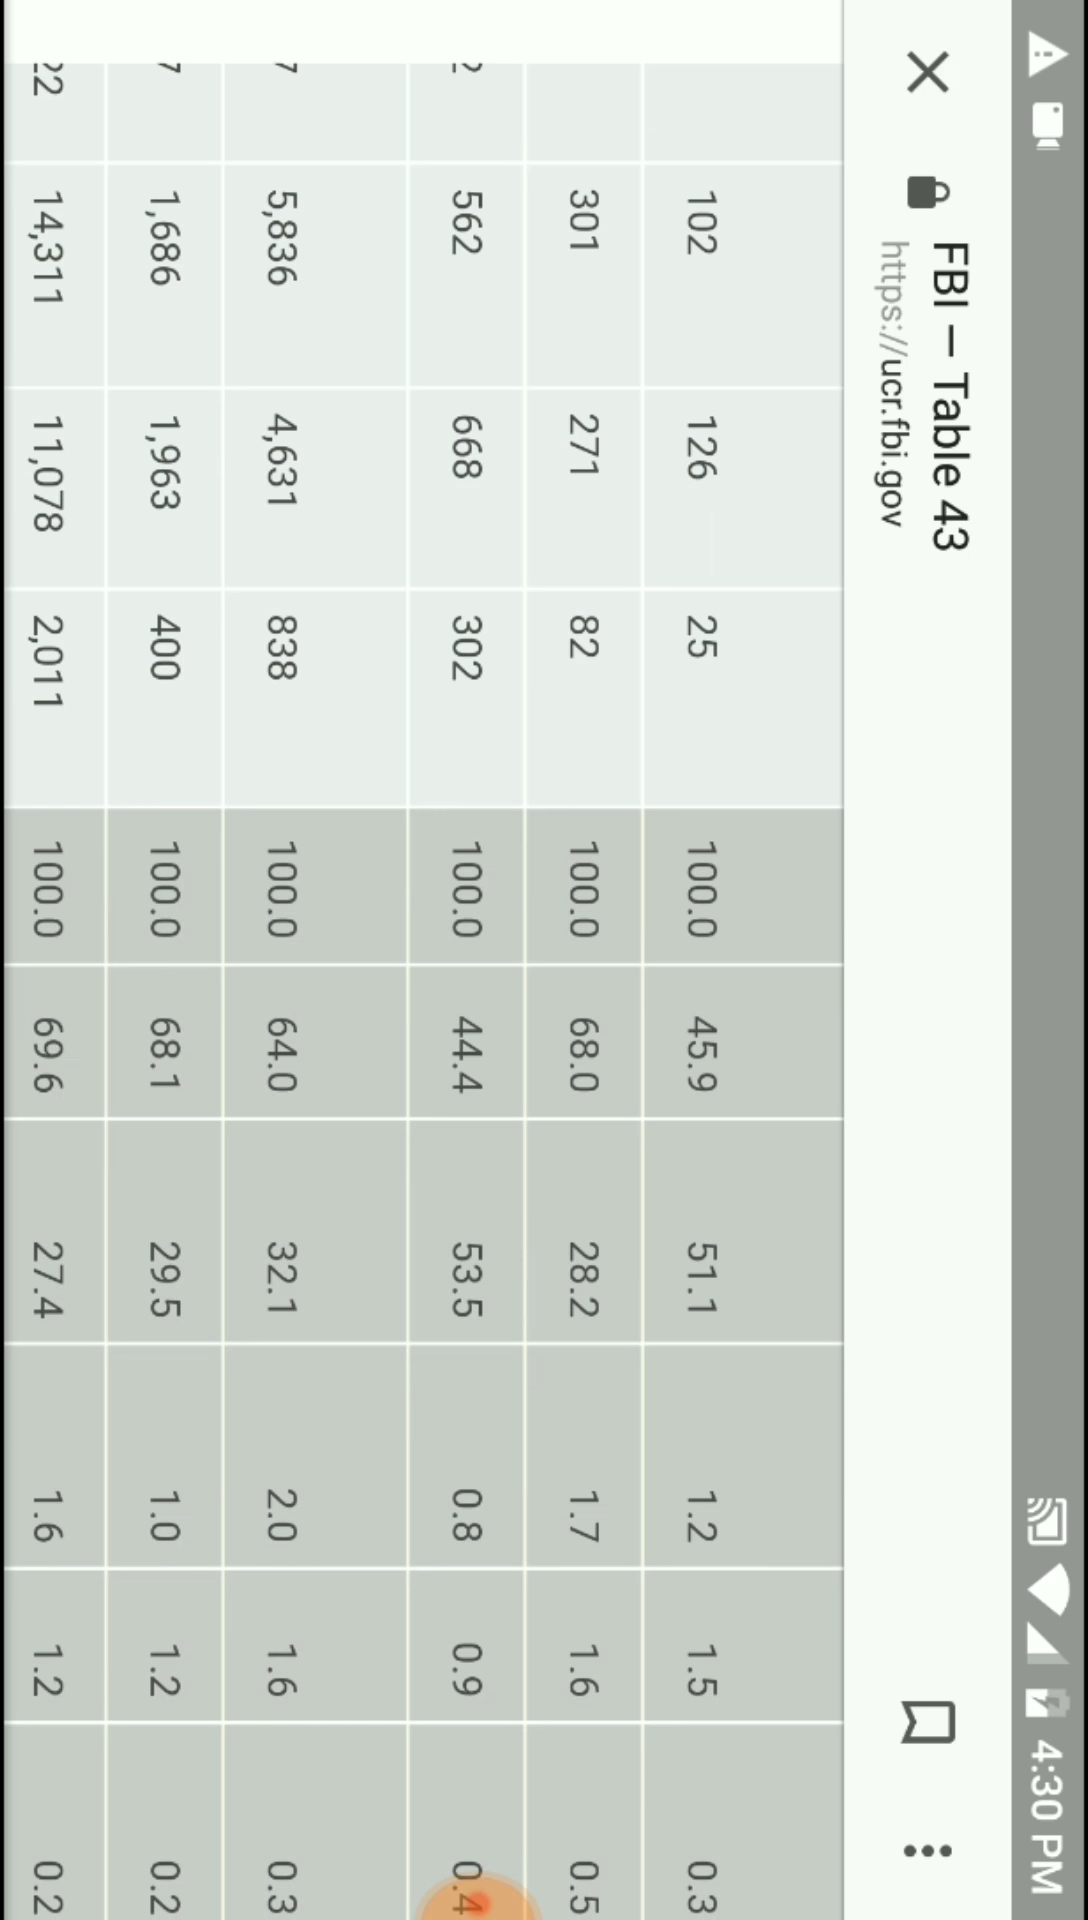 4:30 PM
FBI – Table 43
https://ucr.fbi.gov
102 126 25 100.0 45.9 51.1 1.2 1.5 0.3
301 271 82 100.0 68.0 28.2 1.7 1.6 0.5
562 668 302 100.0 44.4 53.5 0.8 0.9 0.4
5,836 4,631 838 100.0 64.0 32.1 2.0 1.6 0.3
1,686 1,963 400 100.0 68.1 29.5 1.0 1.2 0.2
22 14,311 11,078 2,011 100.0 69.6 27.4 1.6 1.2 0.2